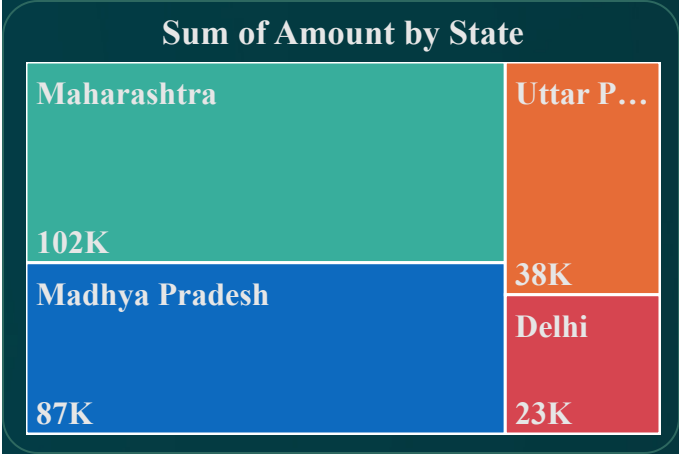 Sum of Amount by State
Maharashtra
102K
Madhya Pradesh
87K
Uttar P...
38K
Delhi
23K